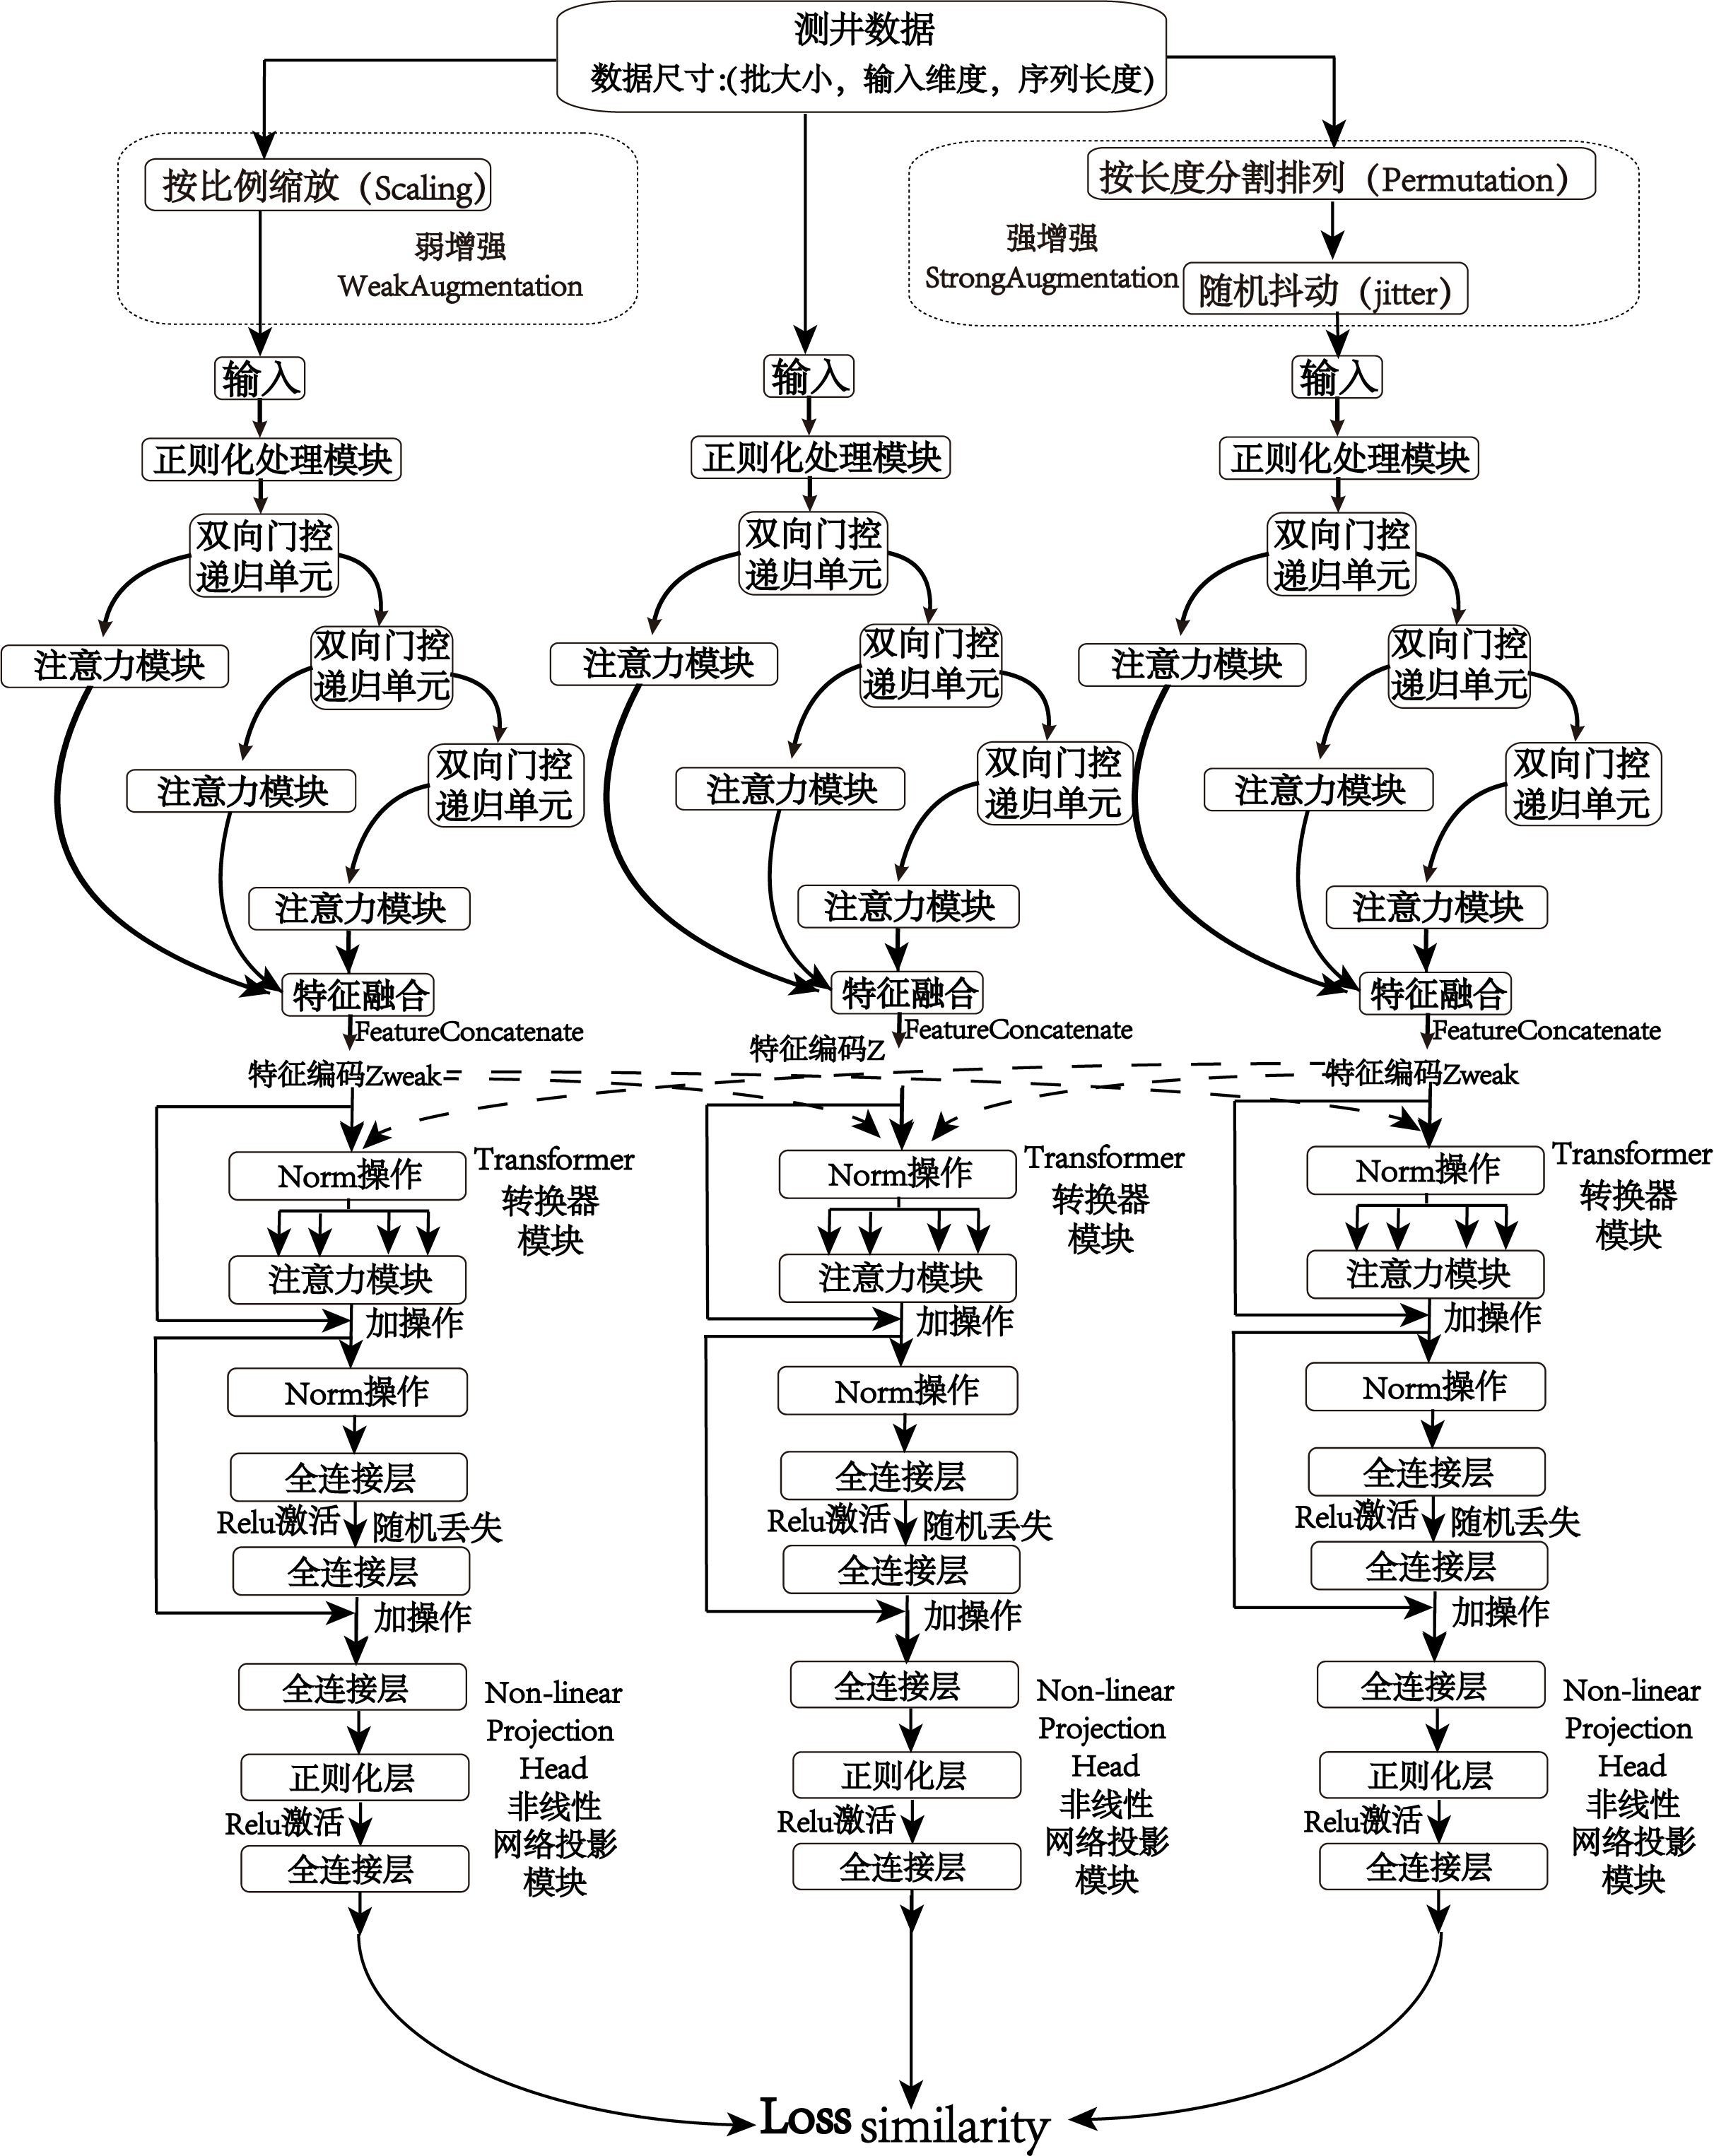 测井数据
数据尺寸:(批大小，输入维度，序列长度)
按比例缩放（Scaling）
弱增强
WeakAugmentation
按长度分割排列（Permutation）
强增强
StrongAugmentation
随机抖动（jitter）
输入
输入
输入
正则化处理模块
正则化处理模块
正则化处理模块
双向门控
递归单元
双向门控
递归单元
双向门控
递归单元
注意力模块
双向门控
递归单元
注意力模块
双向门控
递归单元
注意力模块
双向门控
递归单元
注意力模块
双向门控
递归单元
注意力模块
双向门控
递归单元
注意力模块
双向门控
递归单元
注意力模块
注意力模块
注意力模块
特征融合
特征融合
特征融合
FeatureConcatenate
FeatureConcatenate
FeatureConcatenate
特征编码Zweak
特征编码Z
特征编码Zweak
Norm操作
Transformer
转换器
模块
Norm操作
Transformer
转换器
模块
Norm操作
Transformer
转换器
模块
注意力模块
注意力模块
注意力模块
加操作
加操作
加操作
Norm操作
Norm操作
Norm操作
全连接层
全连接层
全连接层
Relu激活 随机丢失
Relu激活 随机丢失
Relu激活 随机丢失
全连接层
全连接层
全连接层
加操作
加操作
加操作
全连接层
全连接层
全连接层
Non-linear
Projection
Head
非线性
网络投影
模块
Non-linear
Projection
Head
非线性
网络投影
模块
Non-linear
Projection
Head
非线性
网络投影
模块
正则化层
正则化层
正则化层
Relu激活
Relu激活
Relu激活
全连接层
全连接层
全连接层
Loss similarity